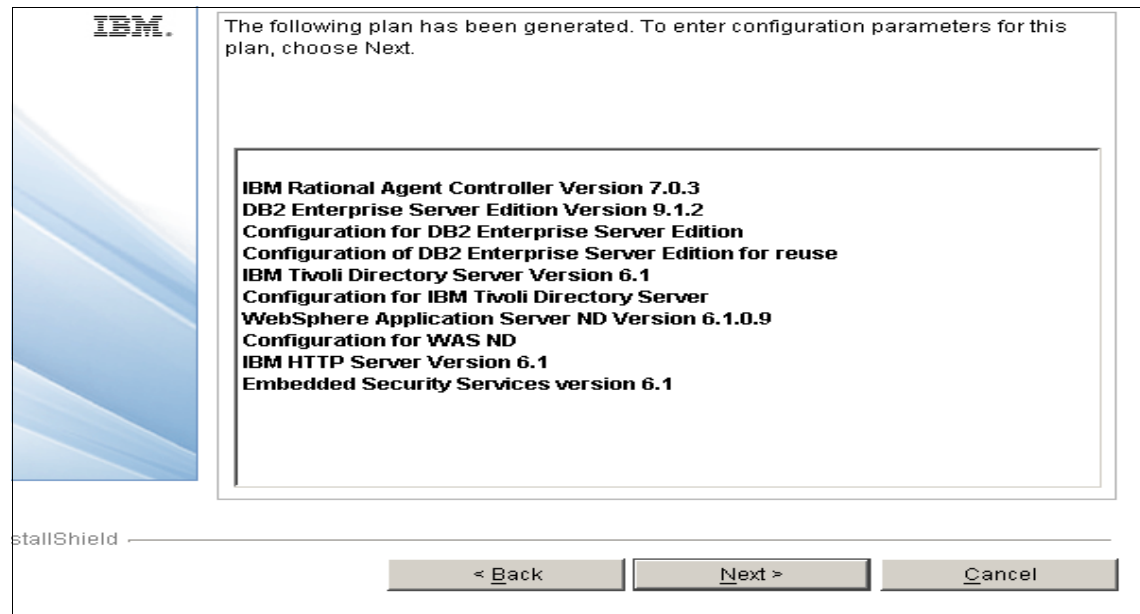 IBM.
The following plan has been generated. To enter configuration parameters for this
plan, choose Next.
IBM Rational Agent Controller Version 7.0.3
DB2 Enterprise Server Edition Version 9.1.2
Configuration for DB2 Enterprise Server Edition
Configuration of DB2 Enterprise Server Edition for reuse
IBM Tivoli Directory Server Version 6.1
Configuration for IBM Tivoli Directory Server
WebSphere Application Server ND Version 6.1.0.9
Configuration for WAS ND
IBM HTTP Server Version 6.1
Embedded Security Services version 6.1
stallShield
< Back Next > Cancel